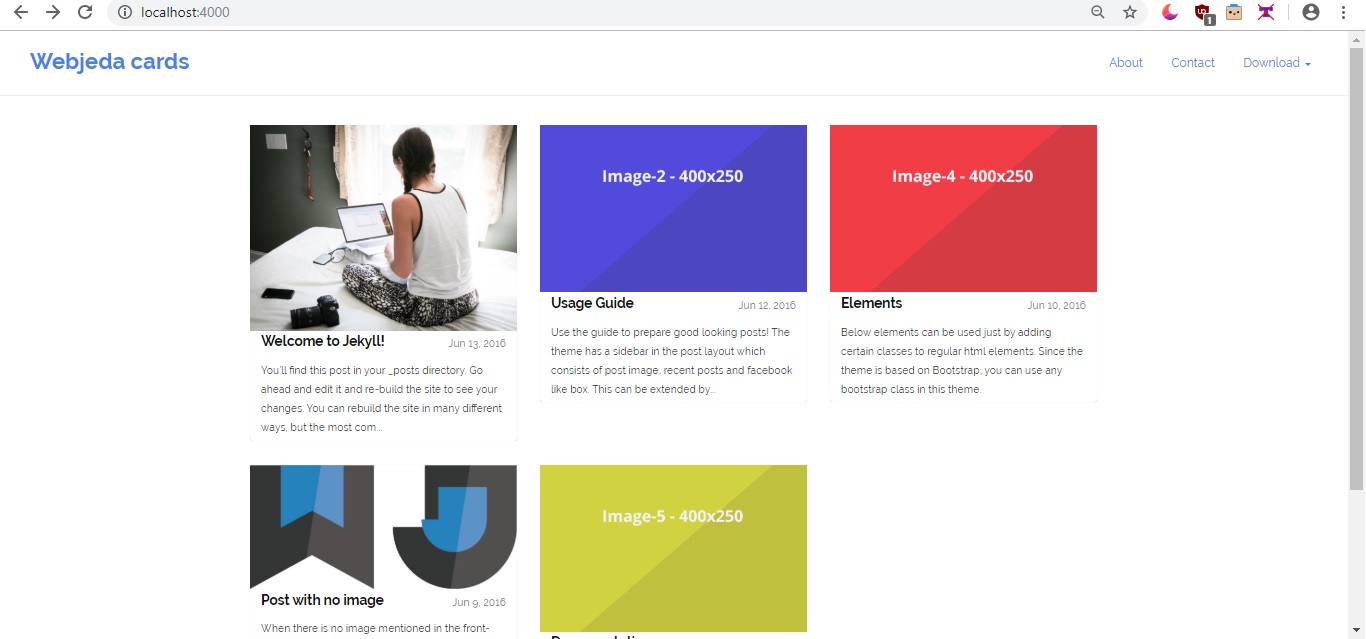 localhost:4000
1
Webjeda cards
About
Contact
Download
Image-2 - 400x250
Image-4 - 400x250
Welcome to Jekyll!
Jun 13, 2016
You'll find this post in your _posts directory. Go
ahead and edit it and re-build the site to see your
changes. You can rebuild the site in many different
ways, but the most com...
Usage Guide
Jun 12, 2016
Use the guide to prepare good looking posts! The
theme has a sidebar in the post layout which
consists of post image, recent posts and facebook
like box. This can be extended by...
Elements
Jun 10, 2016
Below elements can be used just by adding
certain classes to regular html elements. Since the
theme is based on Bootstrap, you can use any
bootstrap class in this theme.
Image-5 - 400x250
Post with no image
Jun 9, 2016
When there is no image mentioned in the front-